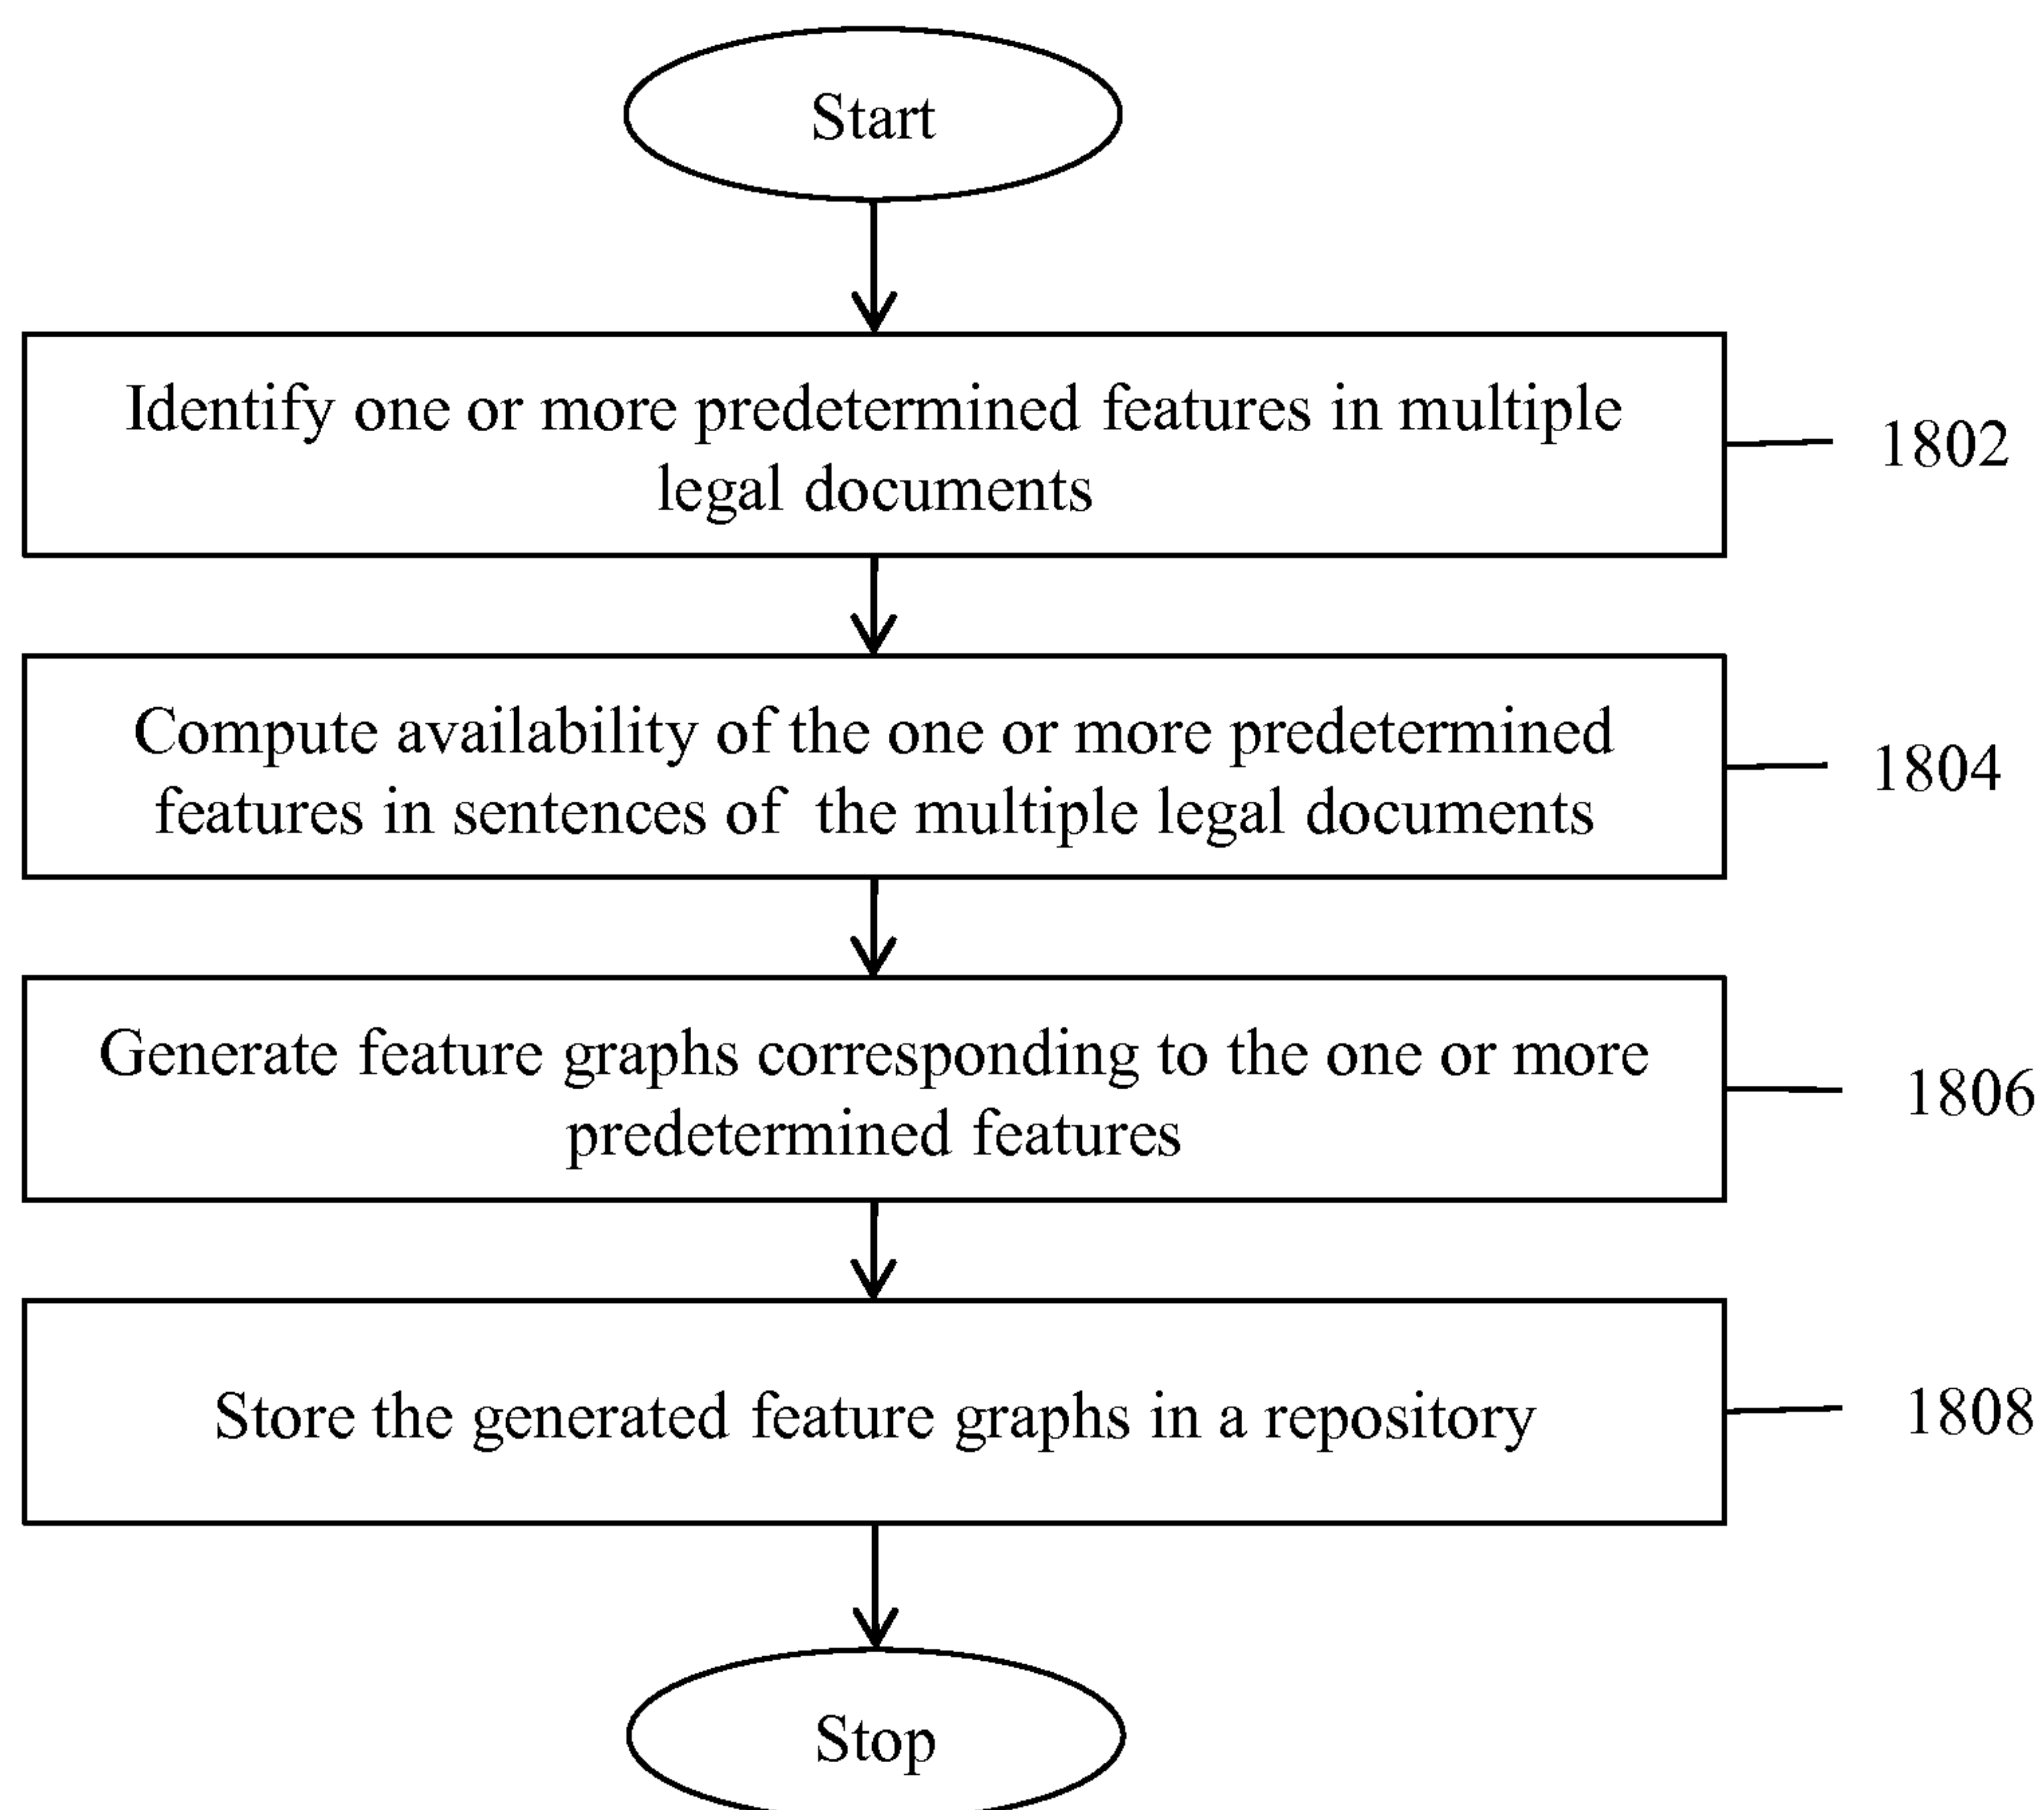 Start
Identify one or more predetermined features in multiple
legal documents
1802
Compute availability of the one or more predetermined
features in sentences of  the multiple legal documents
1804
Generate feature graphs corresponding to the one or more
predetermined features
1806
Store the generated feature graphs in a repository
1808
Stop